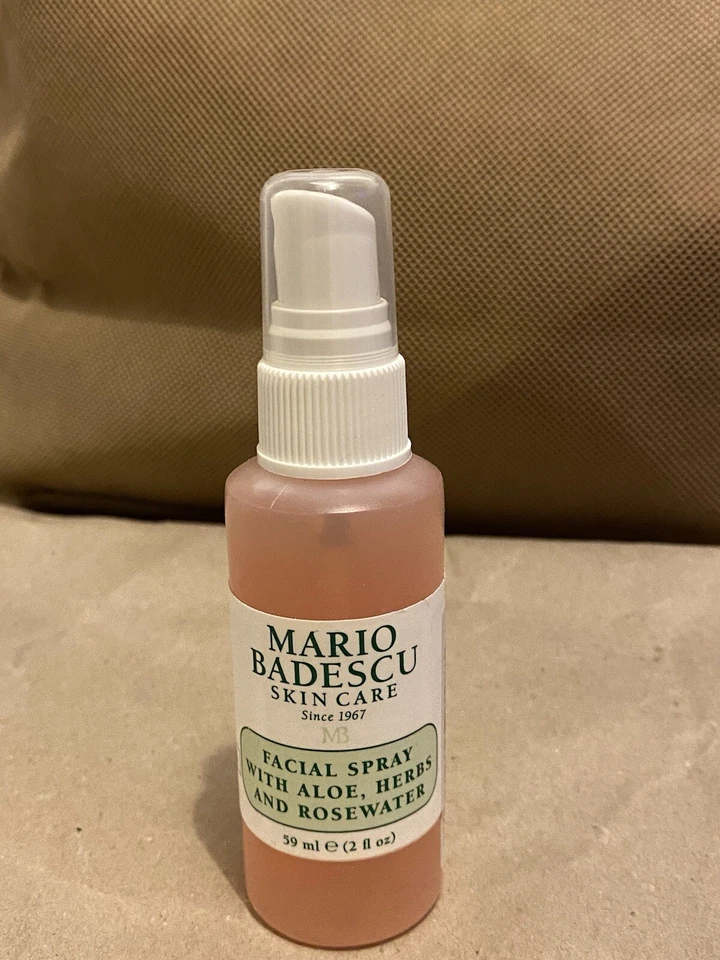 MARIO
BADESCU
SKIN CARE
Since 1967
MB
FACIAL SPRAY
WITH ALOE, HERBS
AND ROSEWATER
59 ml ℮ (2 fl oz)